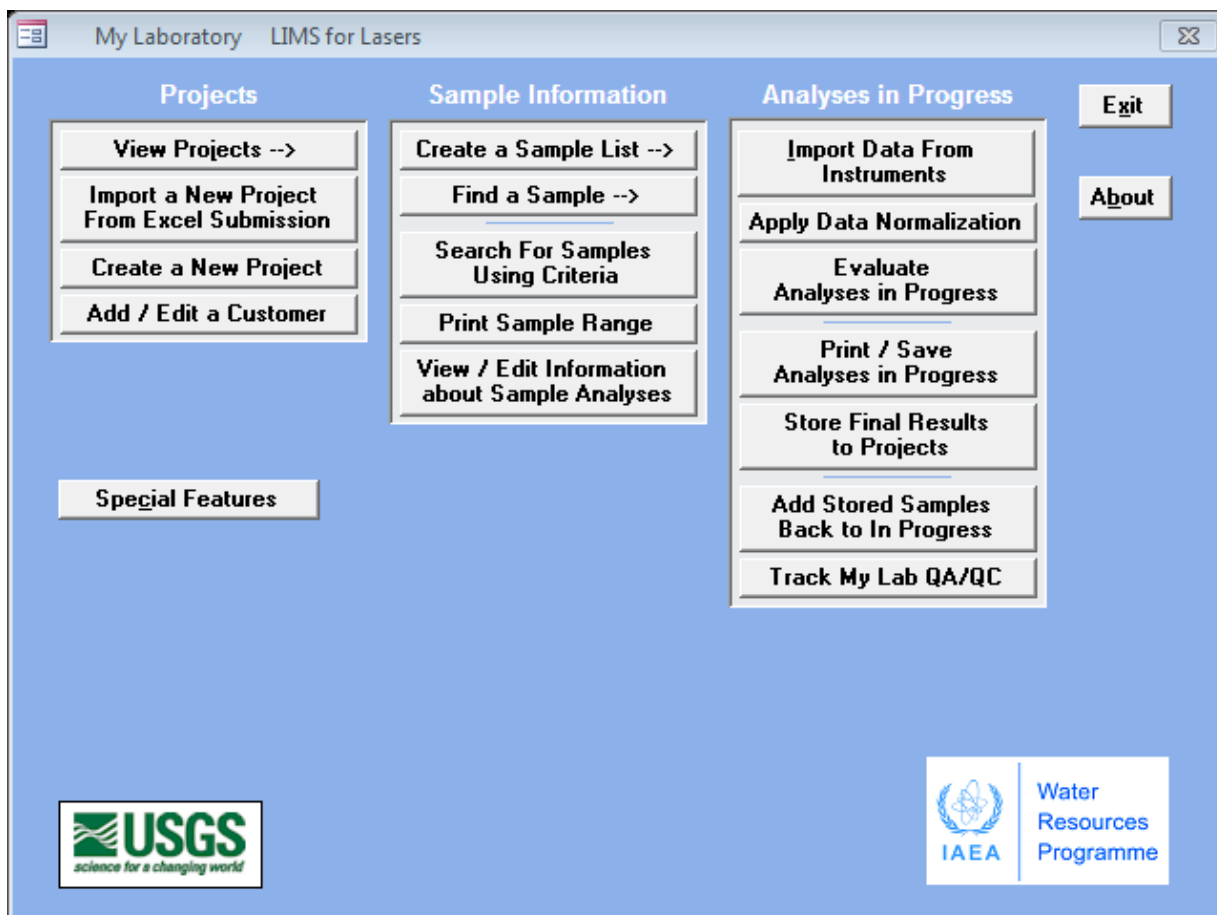 My Laboratory LIMS for Lasers
Projects
View Projects -->
Import a New Project
From Excel Submission
Create a New Project
Add / Edit a Customer
Special Features
Sample Information
Create a Sample List -->
Find a Sample -->
Search For Samples
Using Criteria
Print Sample Range
View / Edit Information
about Sample Analyses
Analyses in Progress
Import Data From
Instruments
Apply Data Normalization
Evaluate
Analyses in Progress
Print / Save
Analyses in Progress
Store Final Results
to Projects
Add Stored Samples
Back to In Progress
Track My Lab QA/QC
Exit
About
USGS
science for a changing world
IAEA
Water
Resources
Programme